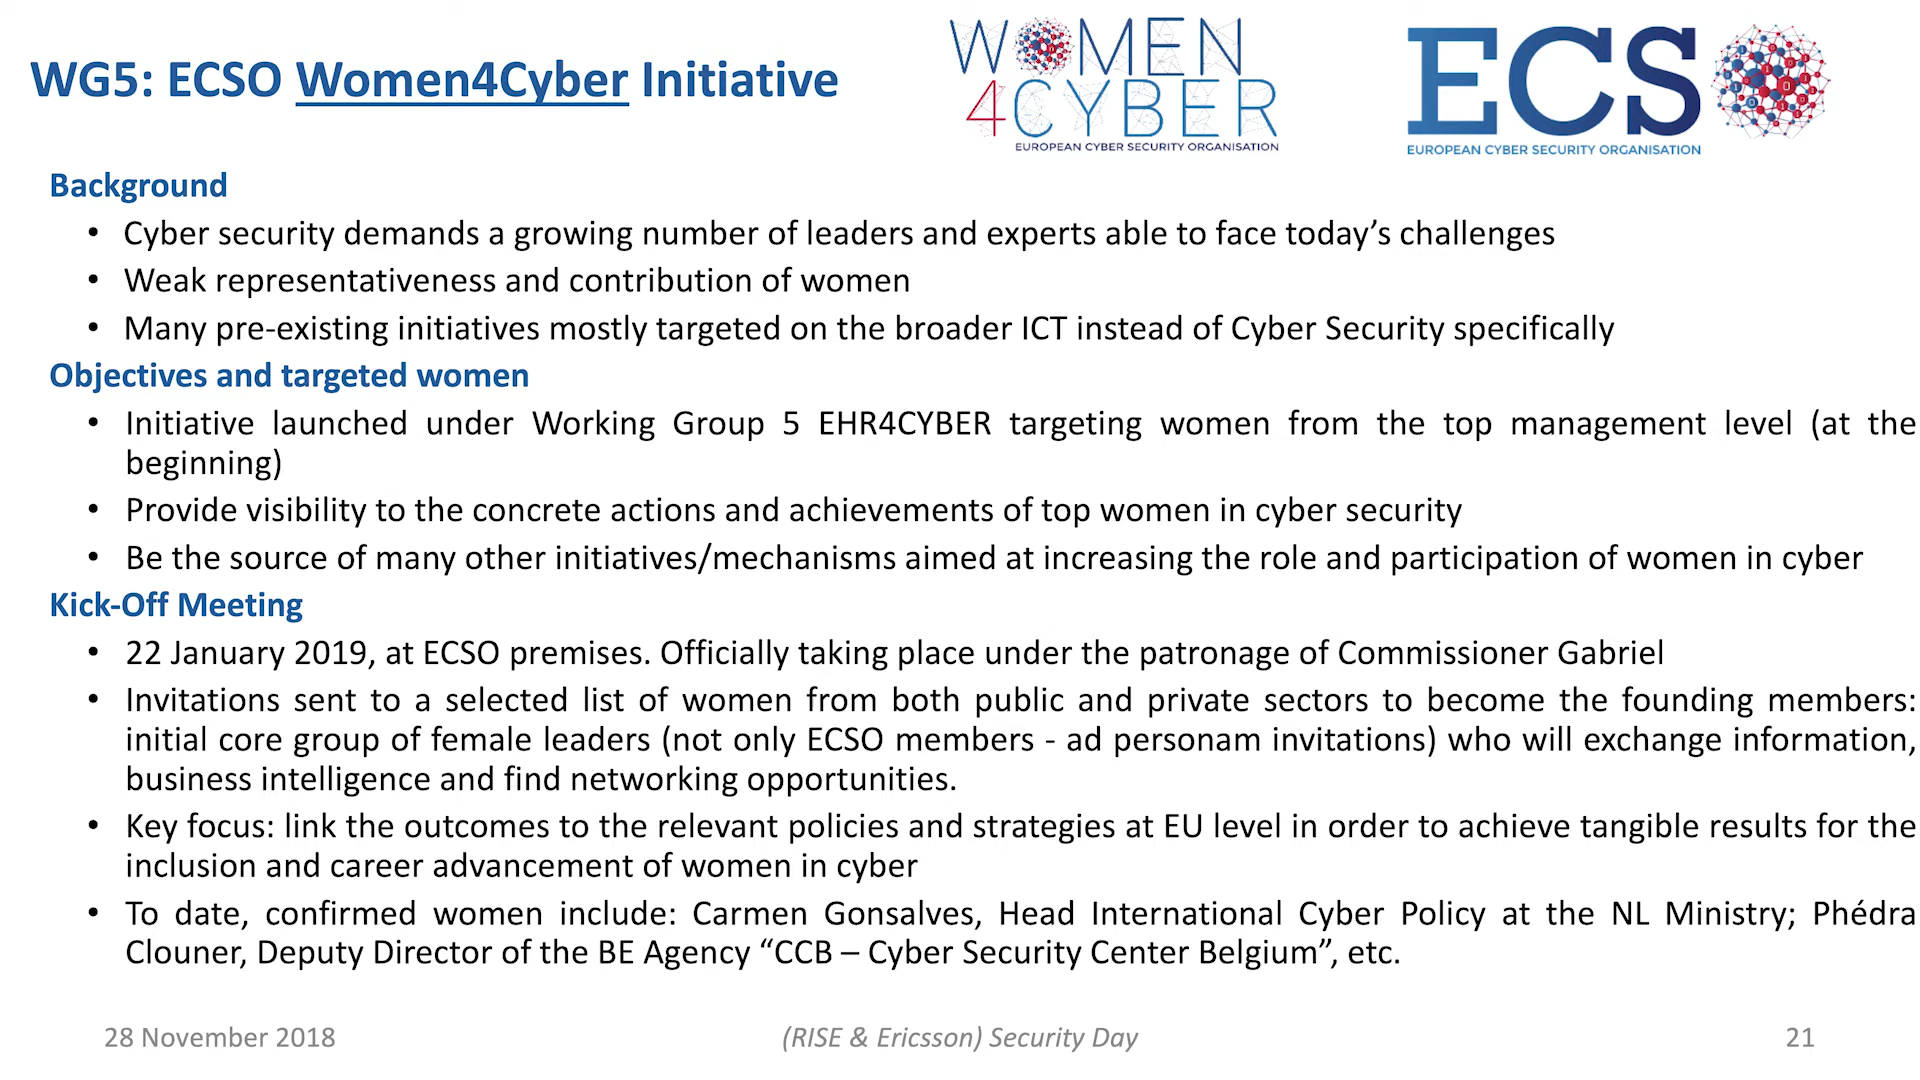 WG5: ECSO Women4Cyber Initiative
WOMEN
4CYBER
EUROPEAN CYBER SECURITY ORGANISATION
ECS
EUROPEAN CYBER SECURITY ORGANISATION
Background
• Cyber security demands a growing number of leaders and experts able to face today’s challenges
• Weak representativeness and contribution of women
• Many pre-existing initiatives mostly targeted on the broader ICT instead of Cyber Security specifically
Objectives and targeted women
• Initiative launched under Working Group 5 EHR4CYBER targeting women from the top management level (at the
beginning)
• Provide visibility to the concrete actions and achievements of top women in cyber security
• Be the source of many other initiatives/mechanisms aimed at increasing the role and participation of women in cyber
Kick-Off Meeting
• 22 January 2019, at ECSO premises. Officially taking place under the patronage of Commissioner Gabriel
• Invitations sent to a selected list of women from both public and private sectors to become the founding members:
initial core group of female leaders (not only ECSO members - ad personam invitations) who will exchange information,
business intelligence and find networking opportunities.
• Key focus: link the outcomes to the relevant policies and strategies at EU level in order to achieve tangible results for the
inclusion and career advancement of women in cyber
• To date, confirmed women include: Carmen Gonsalves, Head International Cyber Policy at the NL Ministry; Phédra
Clouner, Deputy Director of the BE Agency “CCB – Cyber Security Center Belgium”, etc.
28 November 2018
(RISE & Ericsson) Security Day
21